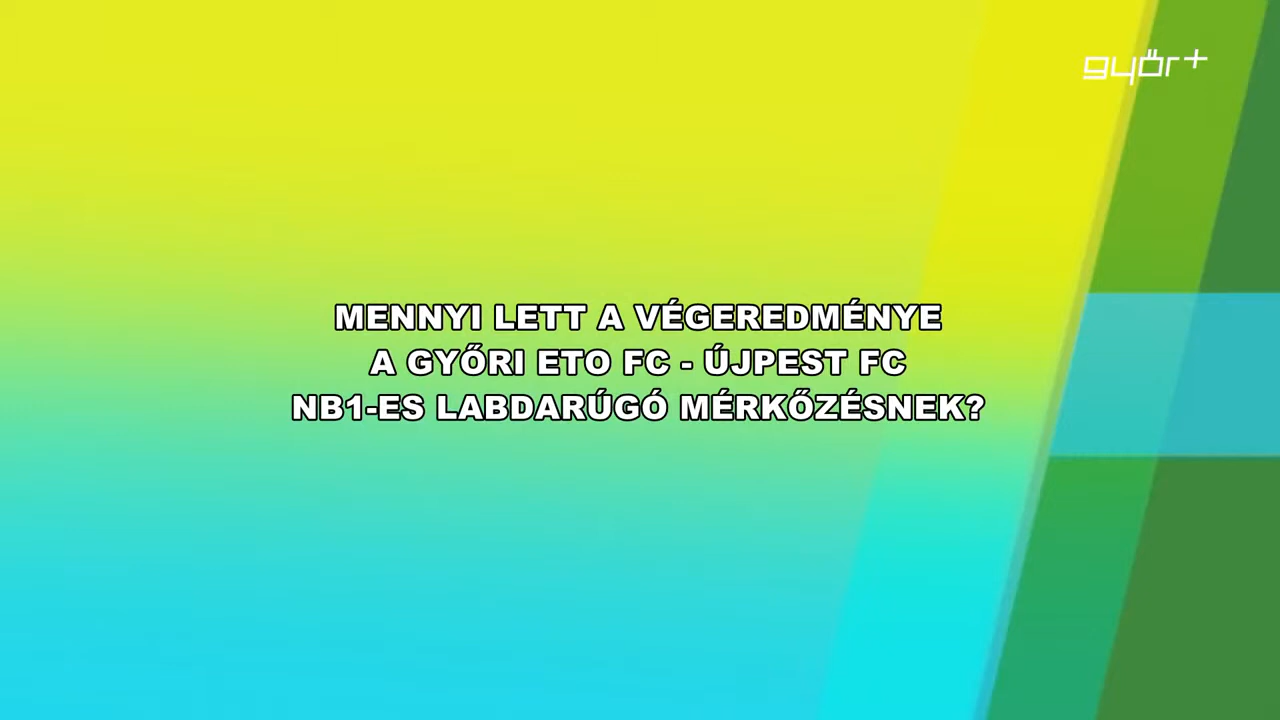 győr+
MENNYI LETT A VÉGEREDMÉNYE
A GYŐRI ETO FC - ÚJPEST FC
NB1-ES LABDARÚGÓ MÉRKŐZÉSNEK?